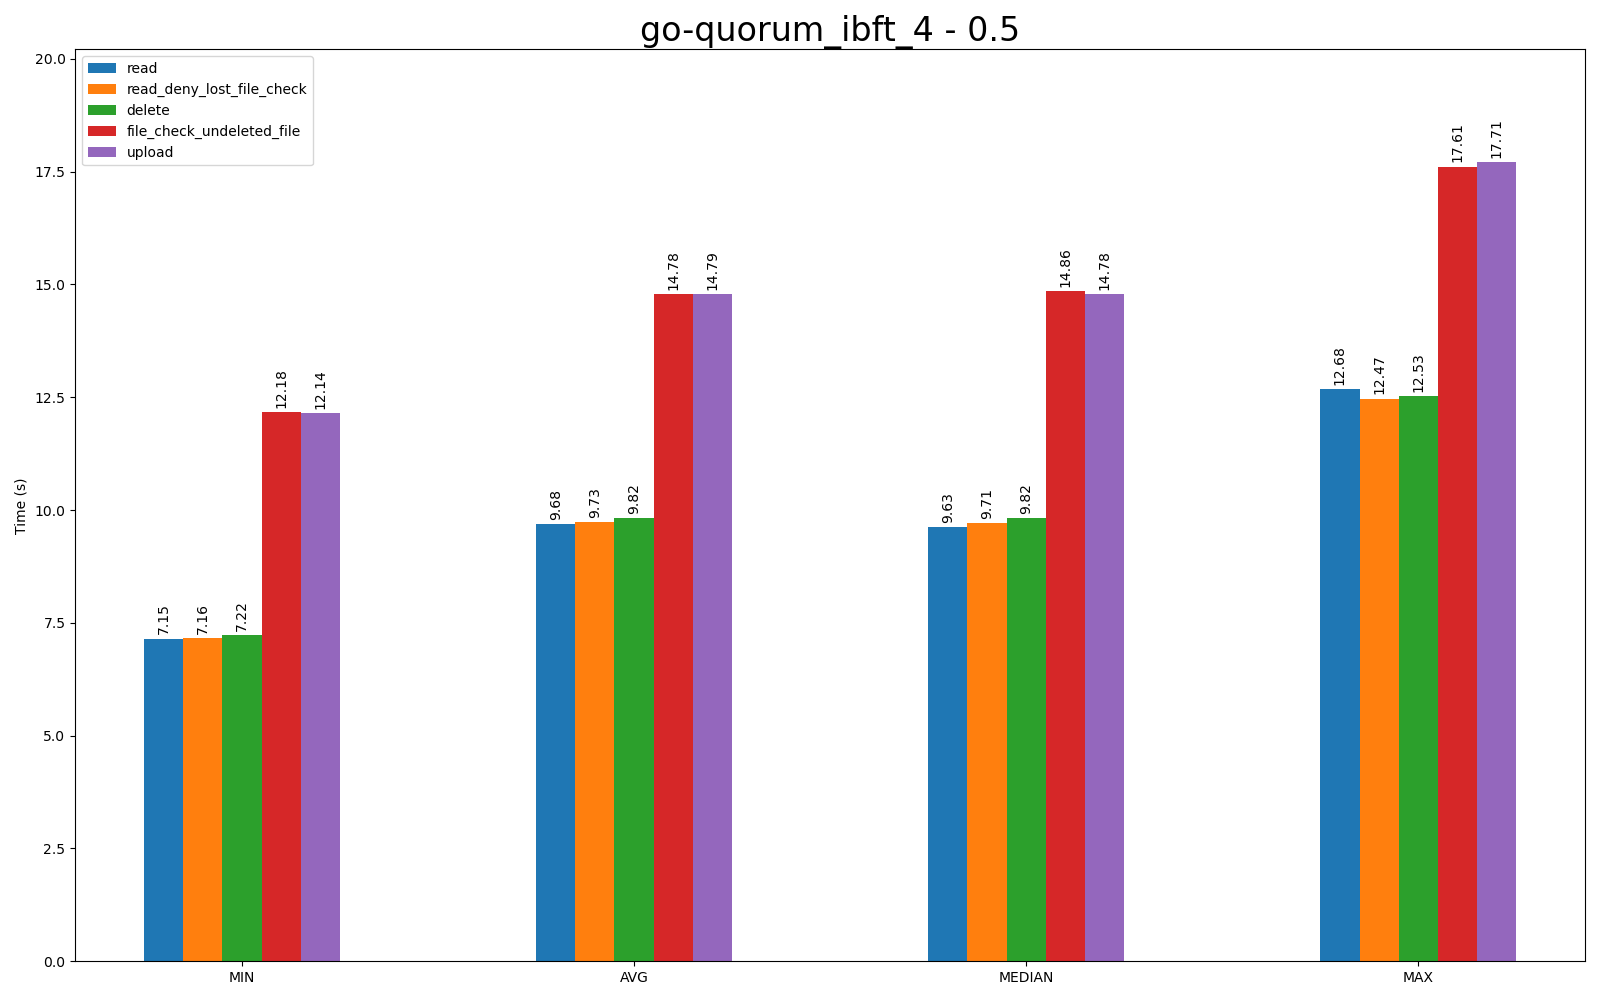 go-quorum_ibft_4 - 0.5
20.0
17.5
15.0
12.5
10.0
7.5
5.0
2.5
0.0
Time (s)
read
read_deny_lost_file_check
delete
file_check_undeleted_file
upload
7.15
7.16
7.22
12.18
12.14
9.68
9.73
9.82
14.78
14.79
9.63
9.71
9.82
14.86
14.78
12.68
12.47
12.53
17.61
17.71
MIN
AVG
MEDIAN
MAX